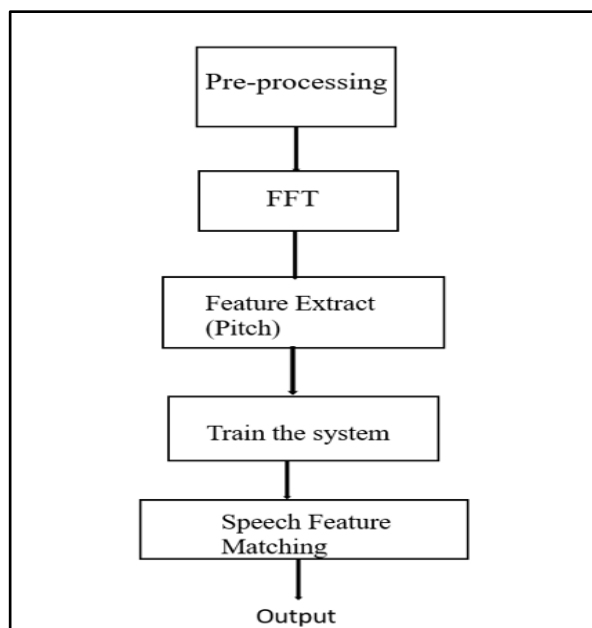 Pre-processing
FFT
Feature Extract
(Pitch)
Train the system
Speech Feature
Matching
Output